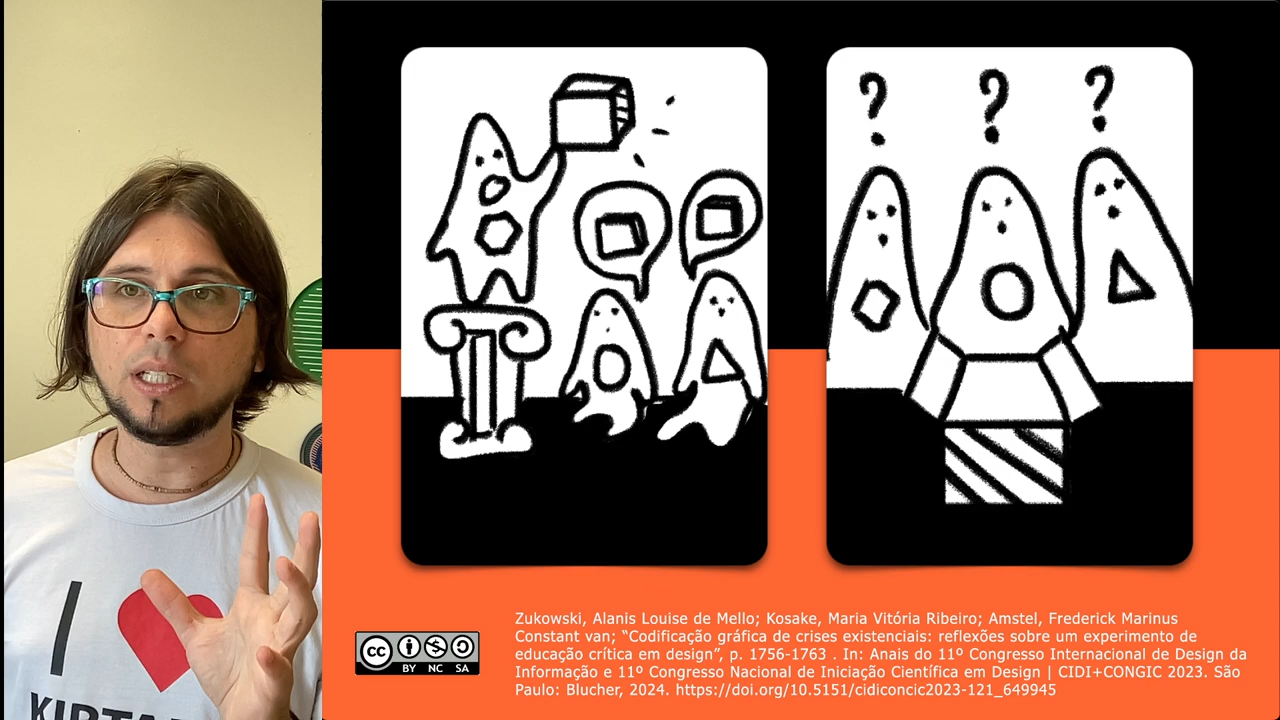 ? ? ?
I
KIRTAN
cc BY NC SA
Zukowski, Alanis Louise de Mello; Kosake, Maria Vitória Ribeiro; Amstel, Frederick Marinus
Constant van; “Codificação gráfica de crises existenciais: reflexões sobre um experimento de
educação crítica em design”, p. 1756-1763 . In: Anais do 11º Congresso Internacional de Design da
Informação e 11º Congresso Nacional de Iniciação Científica em Design | CIDI+CONGIC 2023. São
Paulo: Blucher, 2024. https://doi.org/10.5151/cidiconcic2023-121_649945